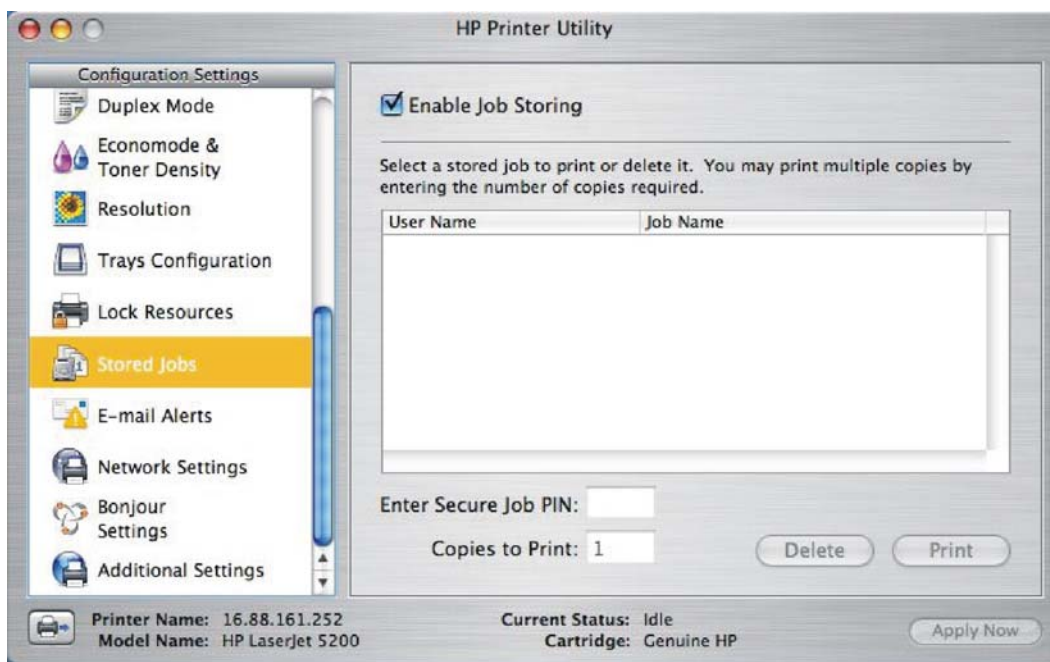 HP Printer Utility
Configuration Settings
Duplex Mode
Economode &
Toner Density
Resolution
Trays Configuration
Lock Resources
Stored Jobs
E-mail Alerts
Network Settings
Bonjour
Settings
Additional Settings
Enable Job Storing
Select a stored job to print or delete it. You may print multiple copies by
entering the number of copies required.
User Name Job Name
Enter Secure Job PIN:
Copies to Print: 1
Delete Print
Printer Name: 16.88.161.252
Model Name: HP LaserJet 5200
Current Status: Idle
Cartridge: Genuine HP
Apply Now